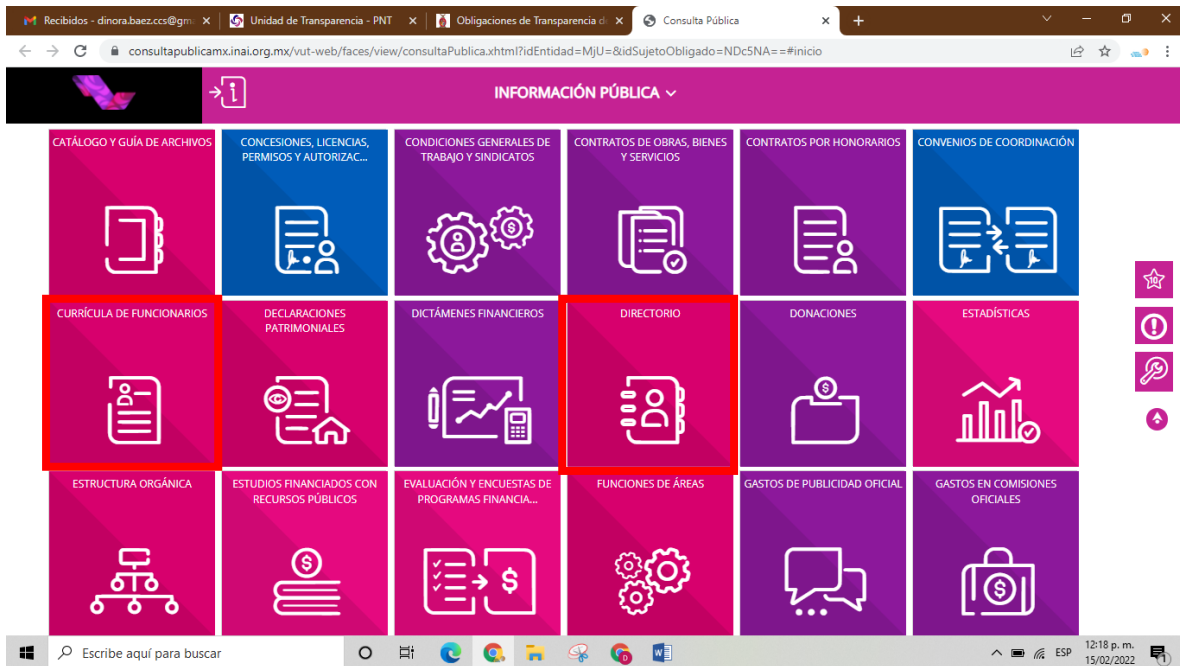 Recibidos - dinora.baez.ccs@gm
Unidad de Transparencia - PNT
Obligaciones de Transparencia d
Consulta Pública
consultapublicamx.inai.org.mx/vut-web/faces/view/consultaPublica.xhtml?idEntidad=MjU=&idSujetoObligado=NDc5NA==#inicio
INFORMACIÓN PÚBLICA
CATÁLOGO Y GUÍA DE ARCHIVOS
CONCESIONES, LICENCIAS,
PERMISOS Y AUTORIZAC...
CONDICIONES GENERALES DE
TRABAJO Y SINDICATOS
CONTRATOS DE OBRAS, BIENES
Y SERVICIOS
CONTRATOS POR HONORARIOS
CONVENIOS DE COORDINACIÓN
CURRÍCULA DE FUNCIONARIOS
DECLARACIONES
PATRIMONIALES
DICTÁMENES FINANCIEROS
DIRECTORIO
DONACIONES
ESTADÍSTICAS
ESTRUCTURA ORGÁNICA
ESTUDIOS FINANCIADOS CON
RECURSOS PÚBLICOS
EVALUACIÓN Y ENCUESTAS DE
PROGRAMAS FINANCIA...
FUNCIONES DE ÁREAS
GASTOS DE PUBLICIDAD OFICIAL
GASTOS EN COMISIONES
OFICIALES
Escribe aquí para buscar
ESP
12:18 p. m.
15/02/2022